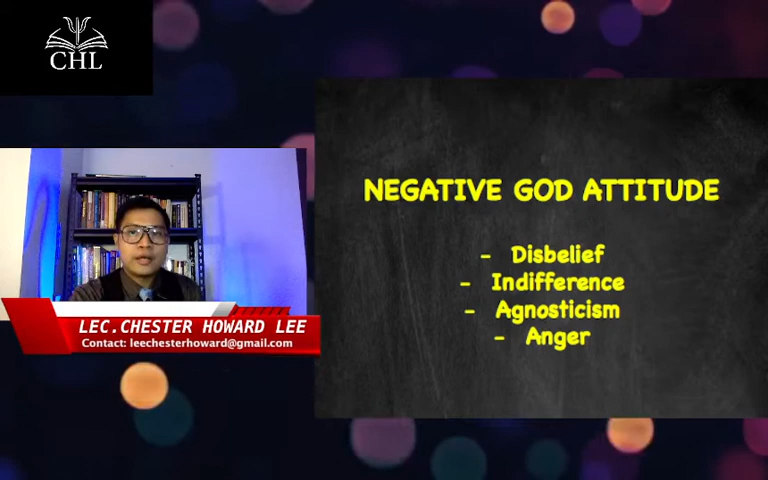 CHL
NEGATIVE GOD ATTITUDE
- Disbelief
- Indifference
- Agnosticism
- Anger
LEC.CHESTER HOWARD LEE
Contact: leechesterhoward@gmail.com